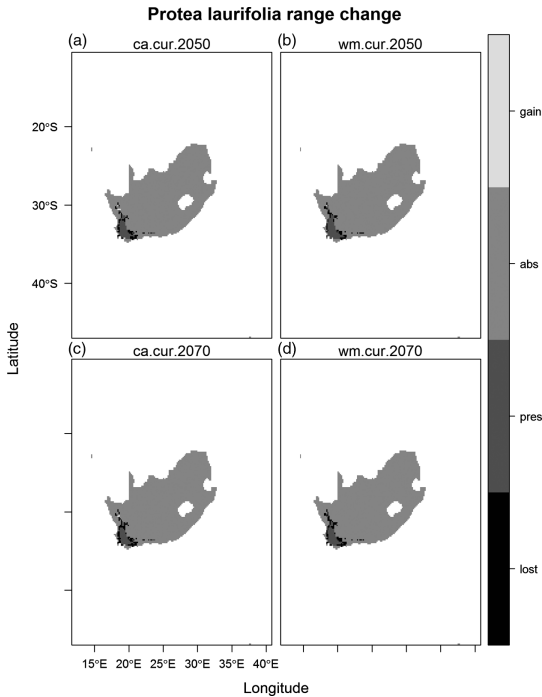 Protea laurifolia range change
(a) ca.cur.2050
(b) wm.cur.2050
20°S
30°S
40°S
(c) ca.cur.2070
(d) wm.cur.2070
15°E 20°E 25°E 30°E 35°E 40°E
Latitude
Longitude
gain
abs
pres
lost